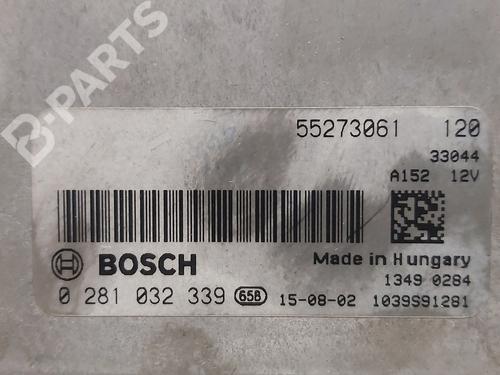 B-PARTS
55273061 120
33044
A152 12V
BOSCH
Made in Hungary
0 281 032 339 658 15-08-02
1349 0284
1039S91281